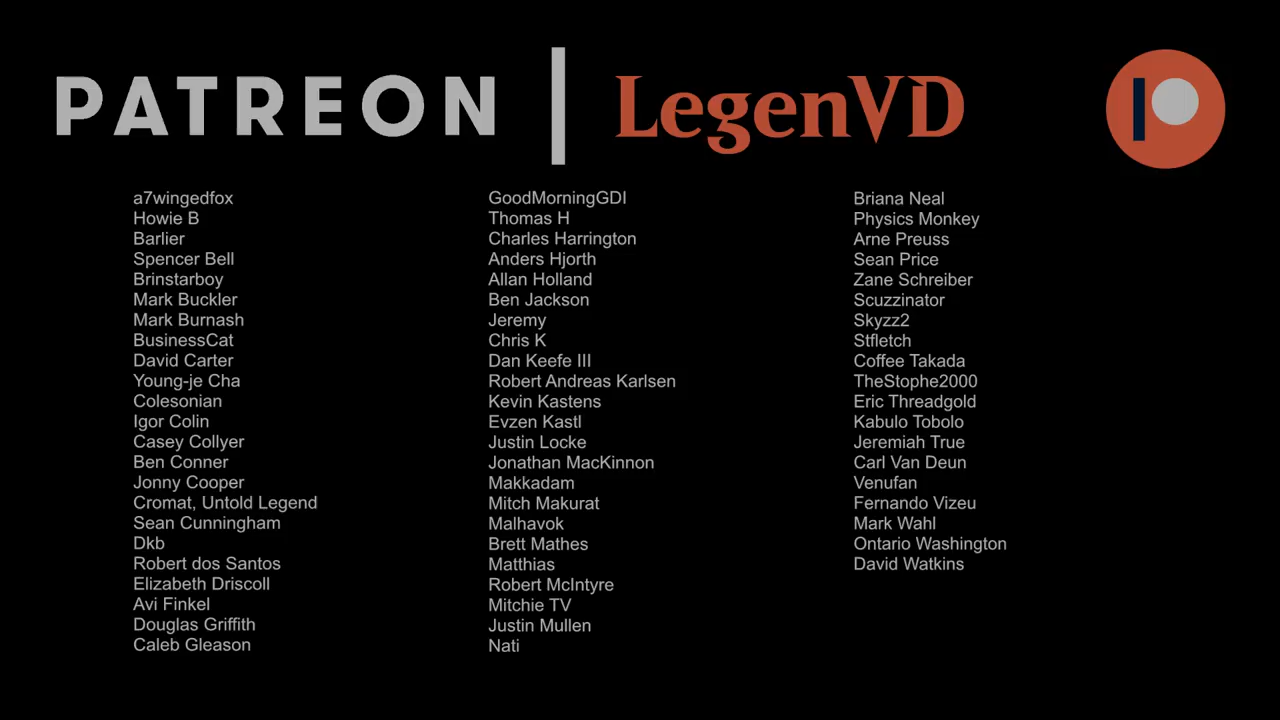 PATREON | LegenVD
a7wingedfox
Howie B
Barlier
Spencer Bell
Brinstarboy
Mark Buckler
Mark Burnash
BusinessCat
David Carter
Young-je Cha
Colesonian
Igor Colin
Casey Collyer
Ben Conner
Jonny Cooper
Cromat, Untold Legend
Sean Cunningham
Dkb
Robert dos Santos
Elizabeth Driscoll
Avi Finkel
Douglas Griffith
Caleb Gleason
GoodMorningGDI
Thomas H
Charles Harrington
Anders Hjorth
Allan Holland
Ben Jackson
Jeremy
Chris K
Dan Keefe III
Robert Andreas Karlsen
Kevin Kastens
Evzen Kastl
Justin Locke
Jonathan MacKinnon
Makkadam
Mitch Makurat
Malhavok
Brett Mathes
Matthias
Robert McIntyre
Mitchie TV
Justin Mullen
Nati
Briana Neal
Physics Monkey
Arne Preuss
Sean Price
Zane Schreiber
Scuzzinator
Skyzz2
Stfletch
Coffee Takada
TheStophe2000
Eric Threadgold
Kabulo Tobolo
Jeremiah True
Carl Van Deun
Venufan
Fernando Vizeu
Mark Wahl
Ontario Washington
David Watkins